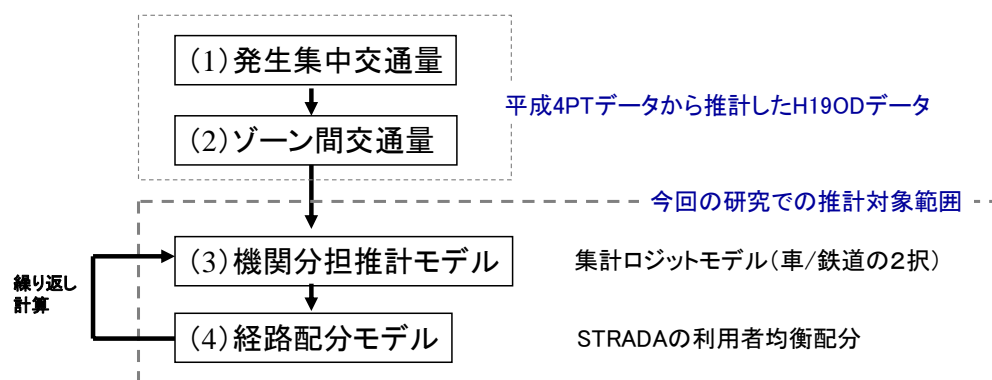 (1)発生集中交通量
平成4PTデータから推計したH19ODデータ
(2)ゾーン間交通量
今回の研究での推計対象範囲
(3)機関分担推計モデル
集計ロジットモデル(車/鉄道の2択)
繰り返し
計算
(4)経路配分モデル
STRADAの利用者均衡配分